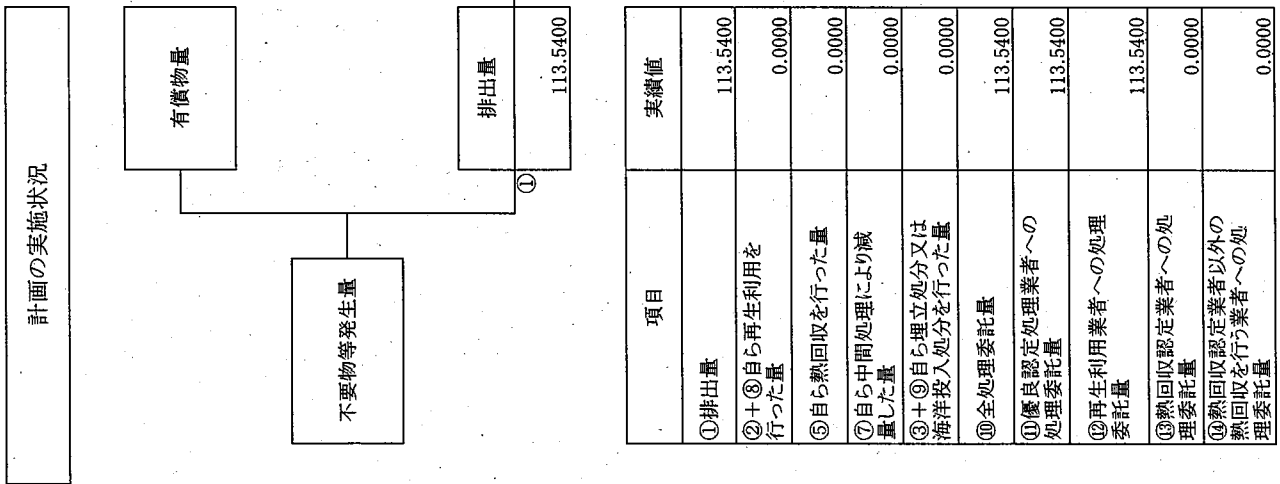 計画の実施状況
有償物量
不要物等発生量
排出量
①
113.5400
項目
実績値
①排出量
113.5400
②+⑧自ら再生利用を
行った量
0.0000
⑤自ら熱回収を行った量
0.0000
⑦自ら中間処理により減
量した量
0.0000
③+⑨自ら埋立処分又は
海洋投入処分を行った量
0.0000
⑩全処理委託量
113.5400
⑪優良認定処理業者への
処理委託量
113.5400
⑫再生利用業者への処理
委託量
113.5400
⑬熱回収認定業者への処
理委託量
0.0000
⑭熱回収認定業者以外の
熱回収を行う業者への処
理委託量
0.0000